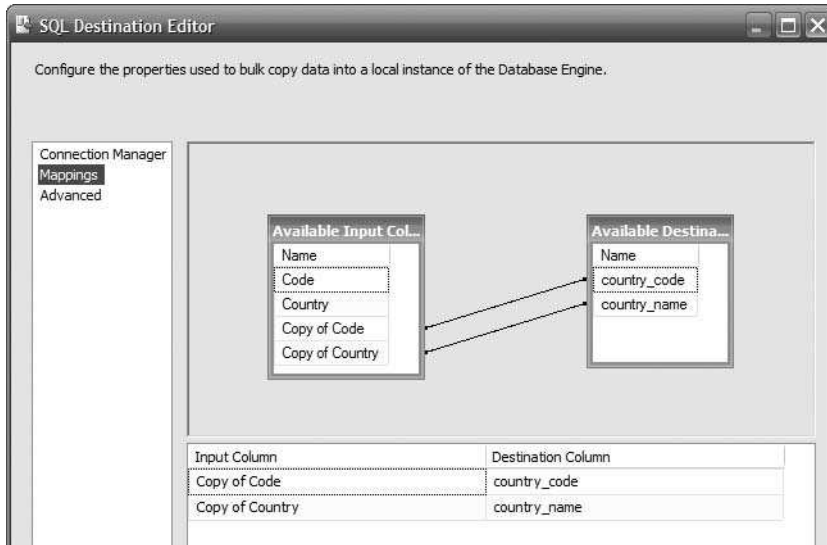 SQL Destination Editor
Configure the properties used to bulk copy data into a local instance of the Database Engine.
Connection Manager
Mappings
Advanced
Available Input Col...
Name
Code
Country
Copy of Code
Copy of Country
Available Destina...
Name
country_code
country_name
Input Column Destination Column
Copy of Code country_code
Copy of Country country_name